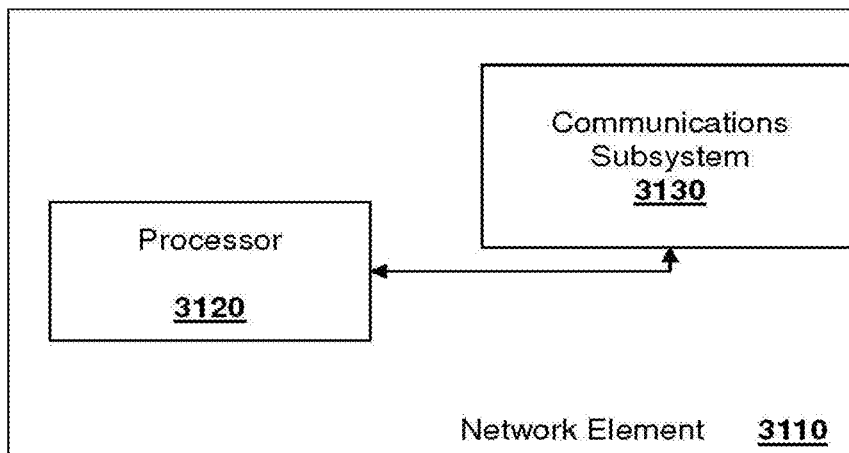 Communications
Subsystem
3130
Processor
3120
Network Element 3110